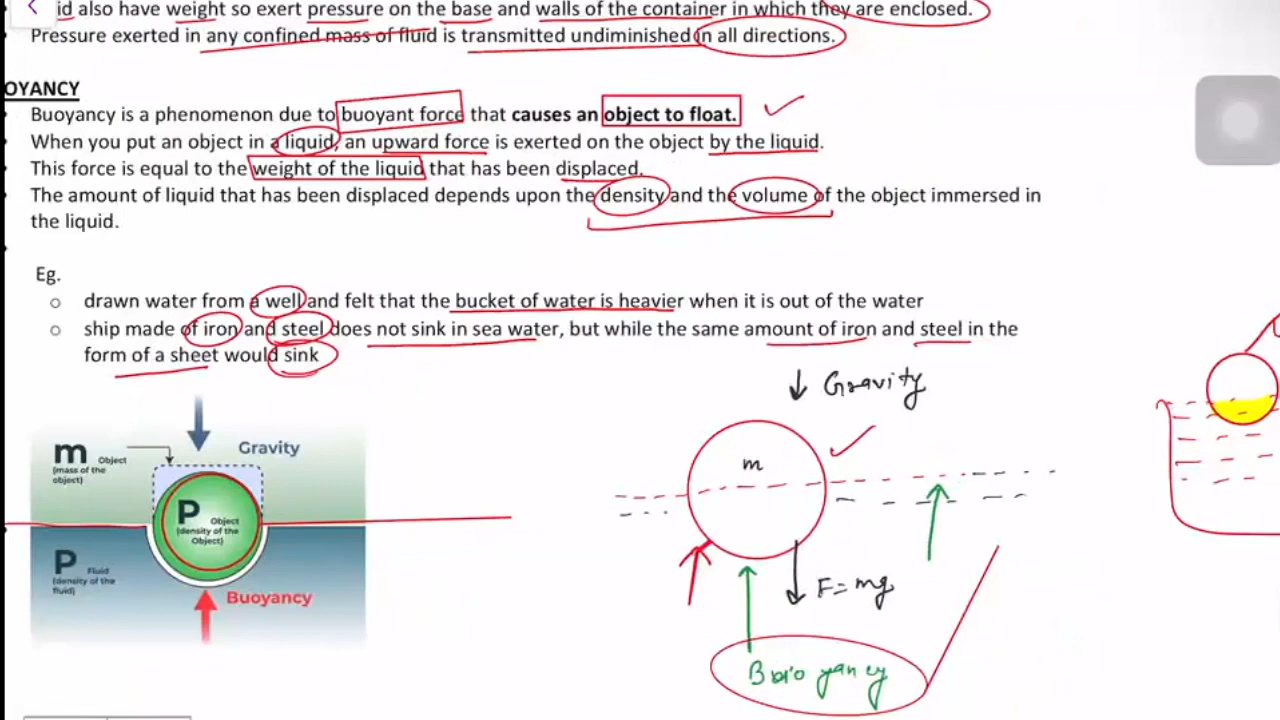 id also have weight so exert pressure on the base and walls of the container in which they are enclosed.
Pressure exerted in any confined mass of fluid is transmitted undiminished in all directions.
OYANCY
Buoyancy is a phenomenon due to buoyant force that causes an object to float.
When you put an object in a liquid, an upward force is exerted on the object by the liquid.
This force is equal to the weight of the liquid that has been displaced.
The amount of liquid that has been displaced depends upon the density and the volume of the object immersed in
the liquid.
Eg.
o drawn water from a well and felt that the bucket of water is heavier when it is out of the water
o ship made of iron and steel does not sink in sea water, but while the same amount of iron and steel in the
form of a sheet would sink
Gravity
m Object
(mass of the
object)
Gravity
P Object
(density of the
Object)
P Fluid
(density of the
fluid)
Buoyancy
m
F=mg